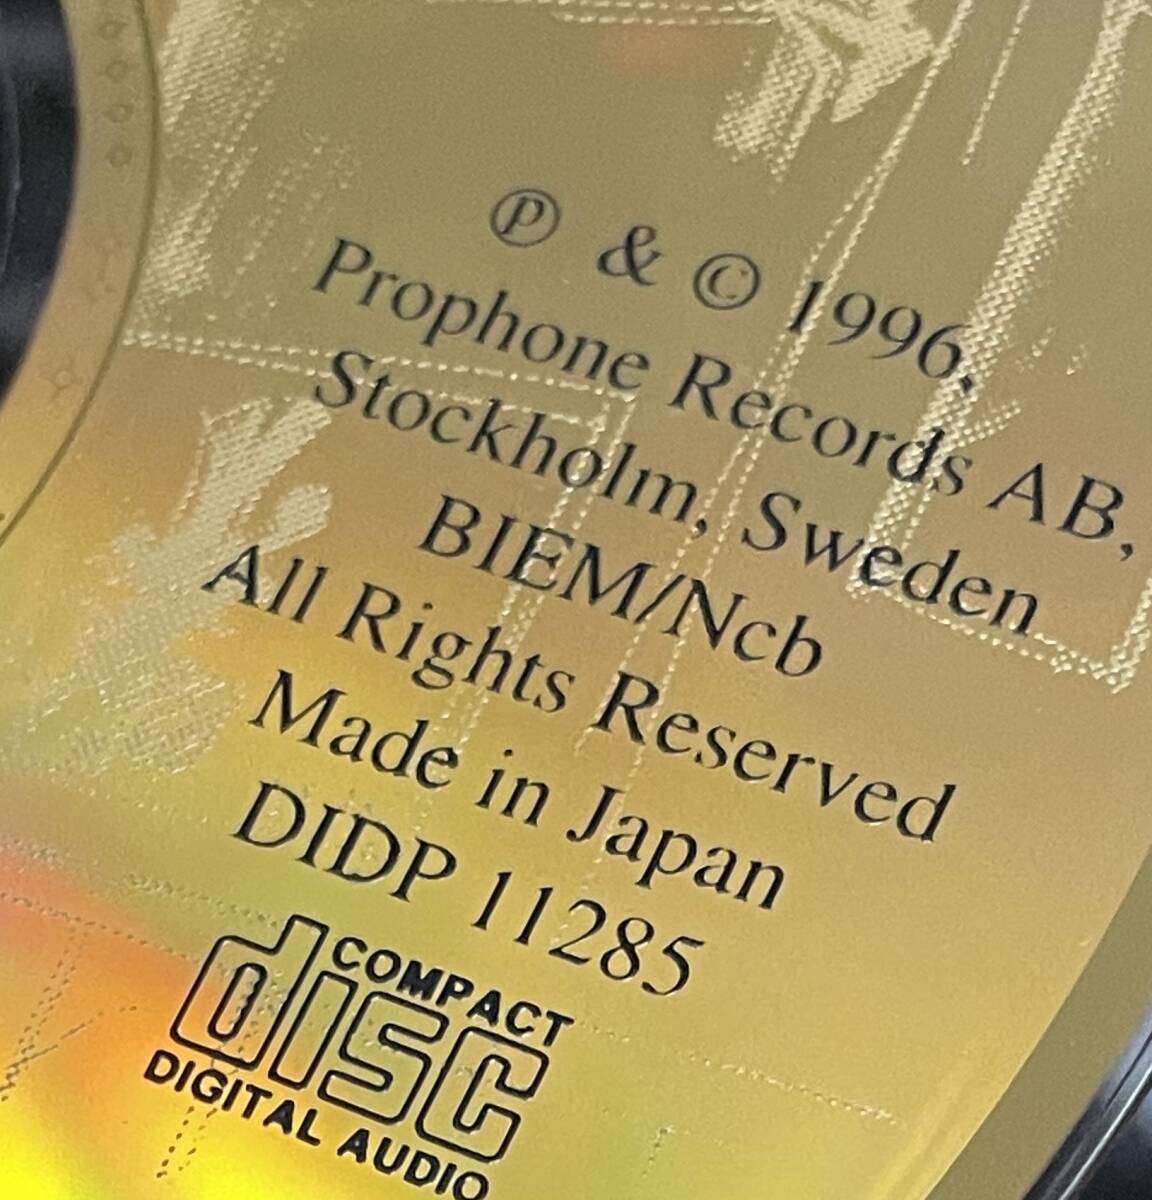 ℗ & © 1996,
Prophone Records AB,
Stockholm, Sweden
BIEM/Ncb
All Rights Reserved
Made in Japan
DIDP 11285
COMPACT
disc
DIGITAL AUDIO